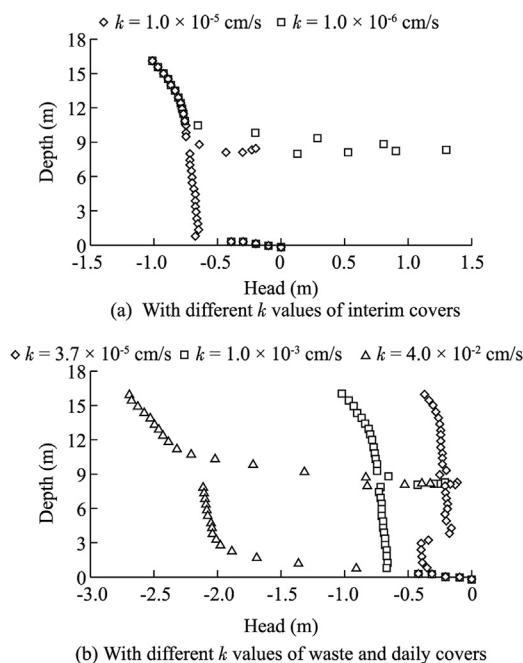 ◇ k = 1.0 × 10⁻⁵ cm/s □ k = 1.0 × 10⁻⁶ cm/s
18
15
12
9
6
3
0
Depth (m)
-1.5 -1.0 -0.5 0 0.5 1.0 1.5
Head (m)
(a) With different k values of interim covers
◇ k = 3.7 × 10⁻⁵ cm/s □ k = 1.0 × 10⁻³ cm/s △ k = 4.0 × 10⁻² cm/s
18
15
12
9
6
3
0
Depth (m)
-3.0 -2.5 -2.0 -1.5 -1.0 -0.5 0
Head (m)
(b) With different k values of waste and daily covers